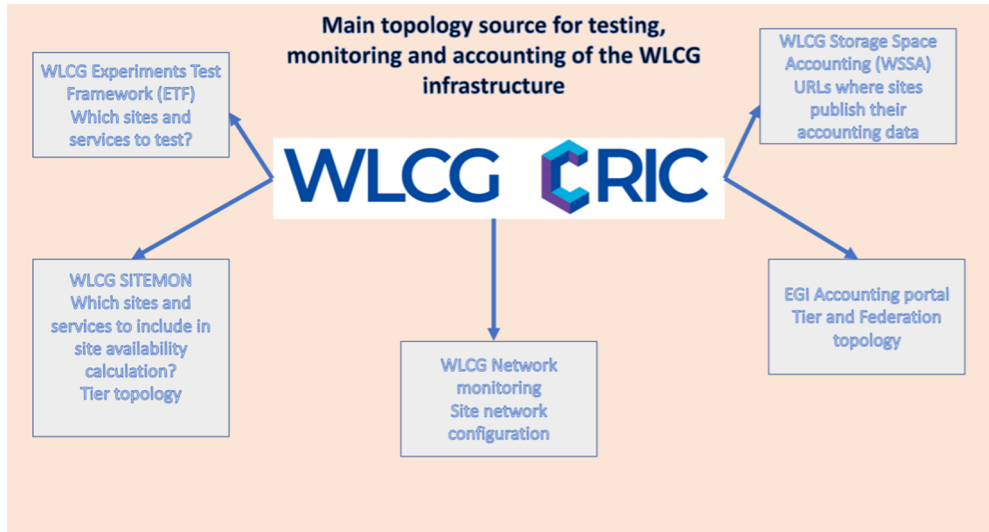 Main topology source for testing,
monitoring and accounting of the WLCG
infrastructure
WLCG Experiments Test
Framework (ETF)
Which sites and
services to test?
WLCG Storage Space
Accounting (WSSA)
URLs where sites
publish their
accounting data
WLCG CRIC
WLCG SITEMON
Which sites and
services to include in
site availability
calculation?
Tier topology
WLCG Network
monitoring
Site network
configuration
EGI Accounting portal
Tier and Federation
topology